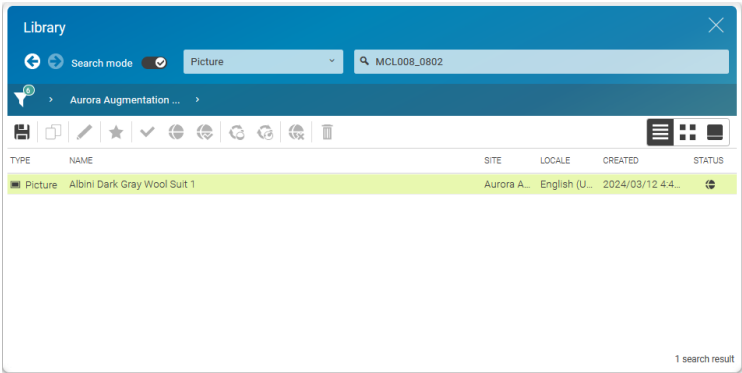 Library
Search mode Picture MCL008_0802
6
Aurora Augmentation ...
TYPE NAME SITE LOCALE CREATED STATUS
Picture Albini Dark Gray Wool Suit 1 Aurora A... English (U... 2024/03/12 4:4...
1 search result